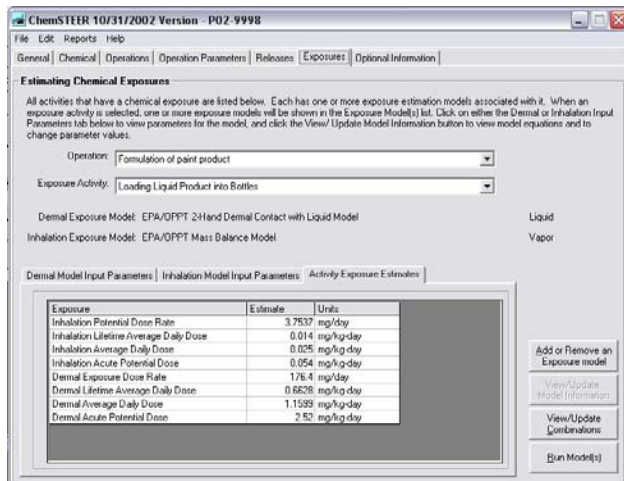 ChemSTEER 10/31/2002 Version - P02-9998
File Edit Reports Help
General Chemical Operations Operation Parameters Releases Exposures Optional Information
Estimating Chemical Exposures
All activities that have a chemical exposure are listed below. Each has one or more exposure estimation models associated with it. When an
exposure activity is selected, one or more exposure models will be shown in the Exposure Model(s) list. Click on either the Dermal or Inhalation Input
Parameters tab below to view parameters for the model, and click the View/ Update Model Information button to view model equations and to
change parameter values.
Operation: Formulation of paint product
Exposure Activity: Loading Liquid Product into Bottles
Dermal Exposure Model: EPA/OPPT 2-Hand Dermal Contact with Liquid Model Liquid
Inhalation Exposure Model: EPA/OPPT Mass Balance Model Vapor
Dermal Model Input Parameters Inhalation Model Input Parameters Activity Exposure Estimates
Exposure Estimate Units
Inhalation Potential Dose Rate 3.7537 mg/day
Inhalation Lifetime Average Daily Dose 0.014 mg/kg-day
Inhalation Average Daily Dose 0.025 mg/kg-day
Inhalation Acute Potential Dose 0.054 mg/kg-day
Dermal Exposure Dose Rate 176.4 mg/day
Dermal Lifetime Average Daily Dose 0.6628 mg/kg-day
Dermal Average Daily Dose 1.1599 mg/kg-day
Dermal Acute Potential Dose 2.52 mg/kg-day
Add or Remove an
Exposure model
View/Update
Model Information
View/Update
Combinations
Run Model(s)